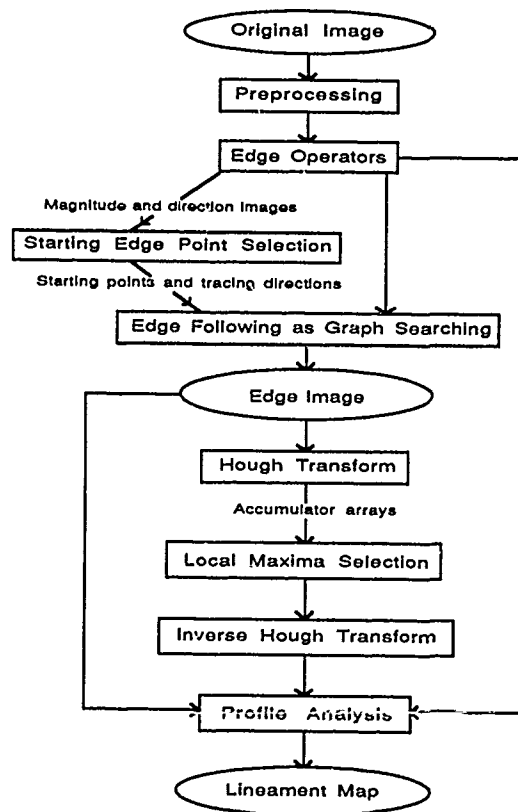 Original Image
Preprocessing
Edge Operators
Magnitude and direction images
Starting Edge Point Selection
Starting points and tracing directions
Edge Following as Graph Searching
Edge Image
Hough Transform
Accumulator arrays
Local Maxima Selection
Inverse Hough Transform
Profile Analysis
Lineament Map